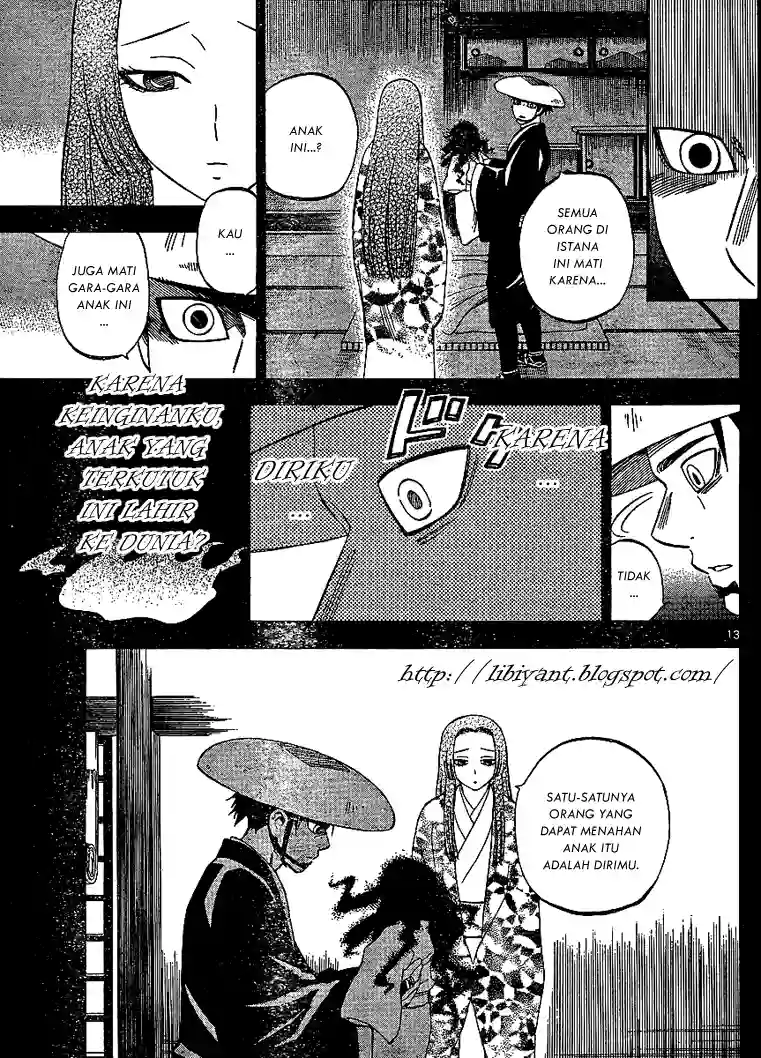 SEMUA
ORANG DI
ISTANA
INI MATI
KARENA...
ANAK
INI...?
KAU
...
JUGA MATI
GARA-GARA
ANAK INI
...
TIDAK
...
KARENA
....
DIRIKU
...
KARENA
KEINGINANKU,
ANAK YANG
TERKUTUK
INI LAHIR
KE DUNIA?
13
http://libiyant.blogspot.com/
SATU-SATUNYA
ORANG YANG
DAPAT MENAHAN
ANAK ITU
ADALAH DIRIMU.